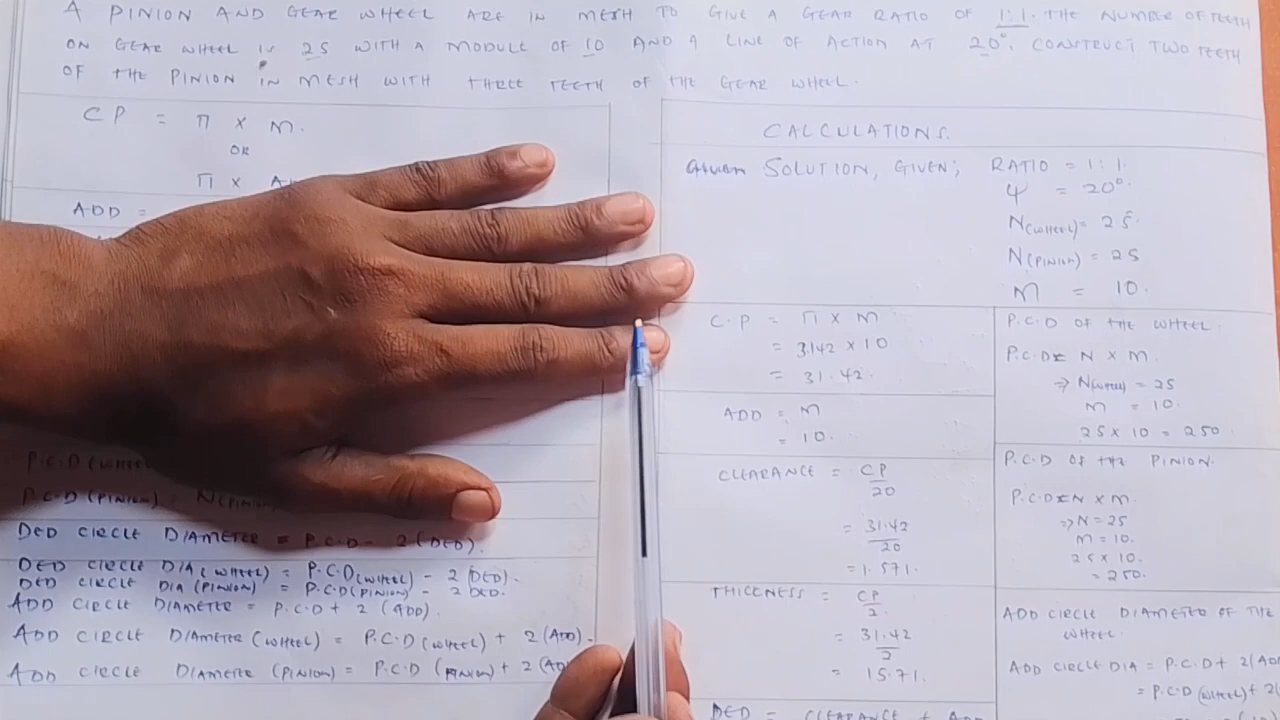 A PINION AND GEAR WHEEL ARE IN MESH TO GIVE A GEAR RATIO OF 1:1. THE NUMBER OF TEETH
ON GEAR WHEEL IS 25 WITH A MODULE OF 10 AND A LINE OF ACTION AT 20°. CONSTRUCT TWO TEETH
OF THE PINION IN MESH WITH THREE TEETH OF THE GEAR WHEEL.
CP = π X M.
OR
π X
ADD =
P.C.D (WHEEL)
P.C.D (PINION) = N(PINION)
DED CIRCLE DIAMETER = P.C.D - 2(DED).
DED CIRCLE DIA (WHEEL) = P.C.D (WHEEL) - 2(DED).
DED CIRCLE DIA (PINION) = P.C.D (PINION) - 2 DED.
ADD CIRCLE DIAMETER = P.C.D + 2 (ADD).
ADD CIRCLE DIAMETER (WHEEL) = P.C.D (WHEEL) + 2 (ADD).
ADD CIRCLE DIAMETER (PINION) = P.C.D (PINION) + 2 (AD
CALCULATIONS.
SOLUTION, GIVEN; RATIO = 1:1.
ψ = 20°.
N(WHEEL) = 25.
N(PINION) = 25
M = 10.
C.P = π X M
= 3.142 X 10
= 31.42.
ADD = M
= 10.
CLEARANCE = CP
20
= 31.42
20
= 1.571.
THICKNESS = CP
2.
= 31.42
2
= 15.71.
DED = CLEARANCE + ADD
P.C.D OF THE WHEEL.
P.C.D = N X M.
⇒ N(WHEEL) = 25
M = 10.
25 X 10 = 250.
P.C.D OF THE PINION.
P.C.D = N X M.
⇒ N = 25
M = 10.
25 X 10.
= 250.
ADD CIRCLE DIAMETER OF THE
WHEEL.
ADD CIRCLE DIA = P.C.D + 2(ADD
= P.C.D (WHEEL) + 2(